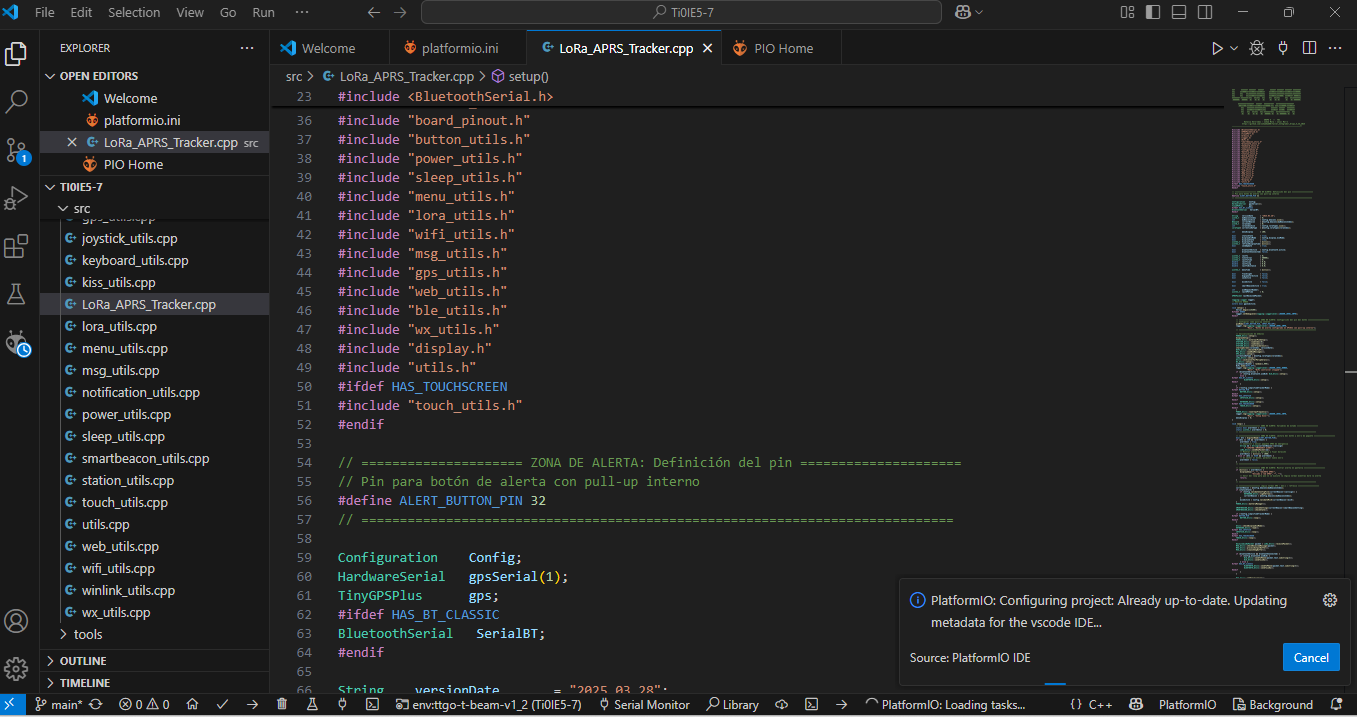 File Edit Selection View Go Run ··· Ti0IE5-7
EXPLORER ···
Welcome platformio.ini LoRa_APRS_Tracker.cpp PIO Home
OPEN EDITORS
Welcome
platformio.ini
LoRa_APRS_Tracker.cpp src
PIO Home
TI0IE5-7
src
gps_utils.cpp
joystick_utils.cpp
keyboard_utils.cpp
kiss_utils.cpp
LoRa_APRS_Tracker.cpp
lora_utils.cpp
menu_utils.cpp
msg_utils.cpp
notification_utils.cpp
power_utils.cpp
sleep_utils.cpp
smartbeacon_utils.cpp
station_utils.cpp
touch_utils.cpp
utils.cpp
web_utils.cpp
wifi_utils.cpp
winlink_utils.cpp
wx_utils.cpp
tools
OUTLINE
TIMELINE
1
src > LoRa_APRS_Tracker.cpp > setup()
23 #include <BluetoothSerial.h>
36 #include "board_pinout.h"
37 #include "button_utils.h"
38 #include "power_utils.h"
39 #include "sleep_utils.h"
40 #include "menu_utils.h"
41 #include "lora_utils.h"
42 #include "wifi_utils.h"
43 #include "msg_utils.h"
44 #include "gps_utils.h"
45 #include "web_utils.h"
46 #include "ble_utils.h"
47 #include "wx_utils.h"
48 #include "display.h"
49 #include "utils.h"
50 #ifdef HAS_TOUCHSCREEN
51 #include "touch_utils.h"
52 #endif
53
54 // ===================== ZONA DE ALERTA: Definición del pin =====================
55 // Pin para botón de alerta con pull-up interno
56 #define ALERT_BUTTON_PIN 32
57 // =============================================================================
58
59 Configuration Config;
60 HardwareSerial gpsSerial(1);
61 TinyGPSPlus gps;
62 #ifdef HAS_BT_CLASSIC
63 BluetoothSerial SerialBT;
64 #endif
65
66 String versionDate = "2025.03.28";
PlatformIO: Configuring project: Already up-to-date. Updating
metadata for the vscode IDE...
Source: PlatformIO IDE
Cancel
main* 0 0 env:ttgo-t-beam-v1_2 (Ti0IE5-7) Serial Monitor Library PlatformIO: Loading tasks... {} C++ PlatformIO Background